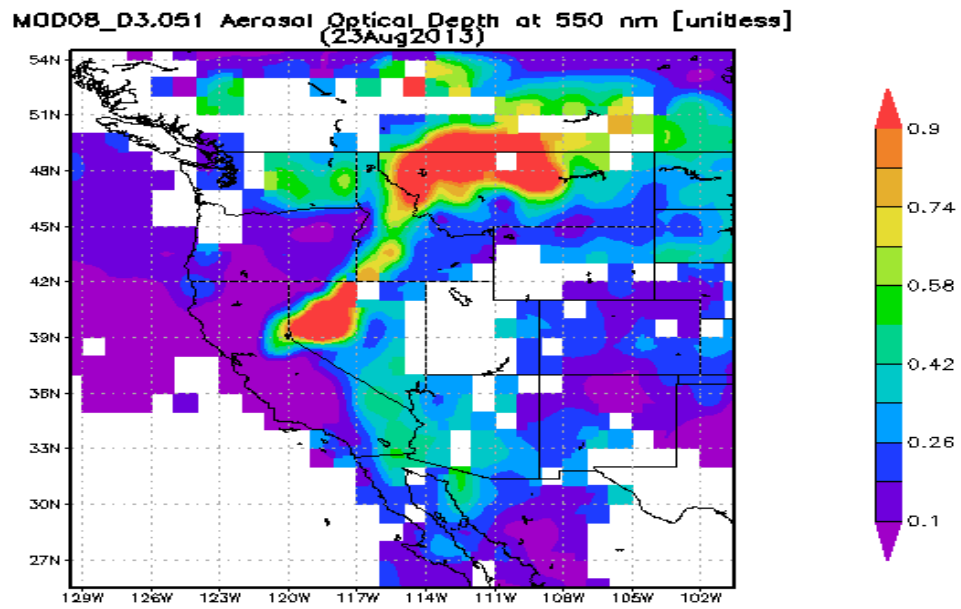 MOD08_D3.051 Aerosol Optical Depth at 550 nm [unitless]
(23Aug2013)
54N
51N
48N
45N
42N
39N
36N
33N
30N
27N
129W 126W 123W 120W 117W 114W 111W 108W 105W 102W
0.9
0.74
0.58
0.42
0.26
0.1